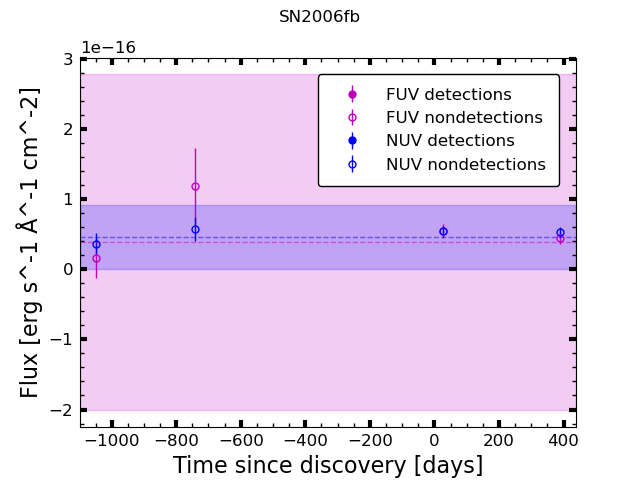 SN2006fb
1e−16
3
2
1
0
−1
−2
Flux [erg s^-1 Å^-1 cm^-2]
FUV detections
FUV nondetections
NUV detections
NUV nondetections
−1000 −800 −600 −400 −200 0 200 400
Time since discovery [days]